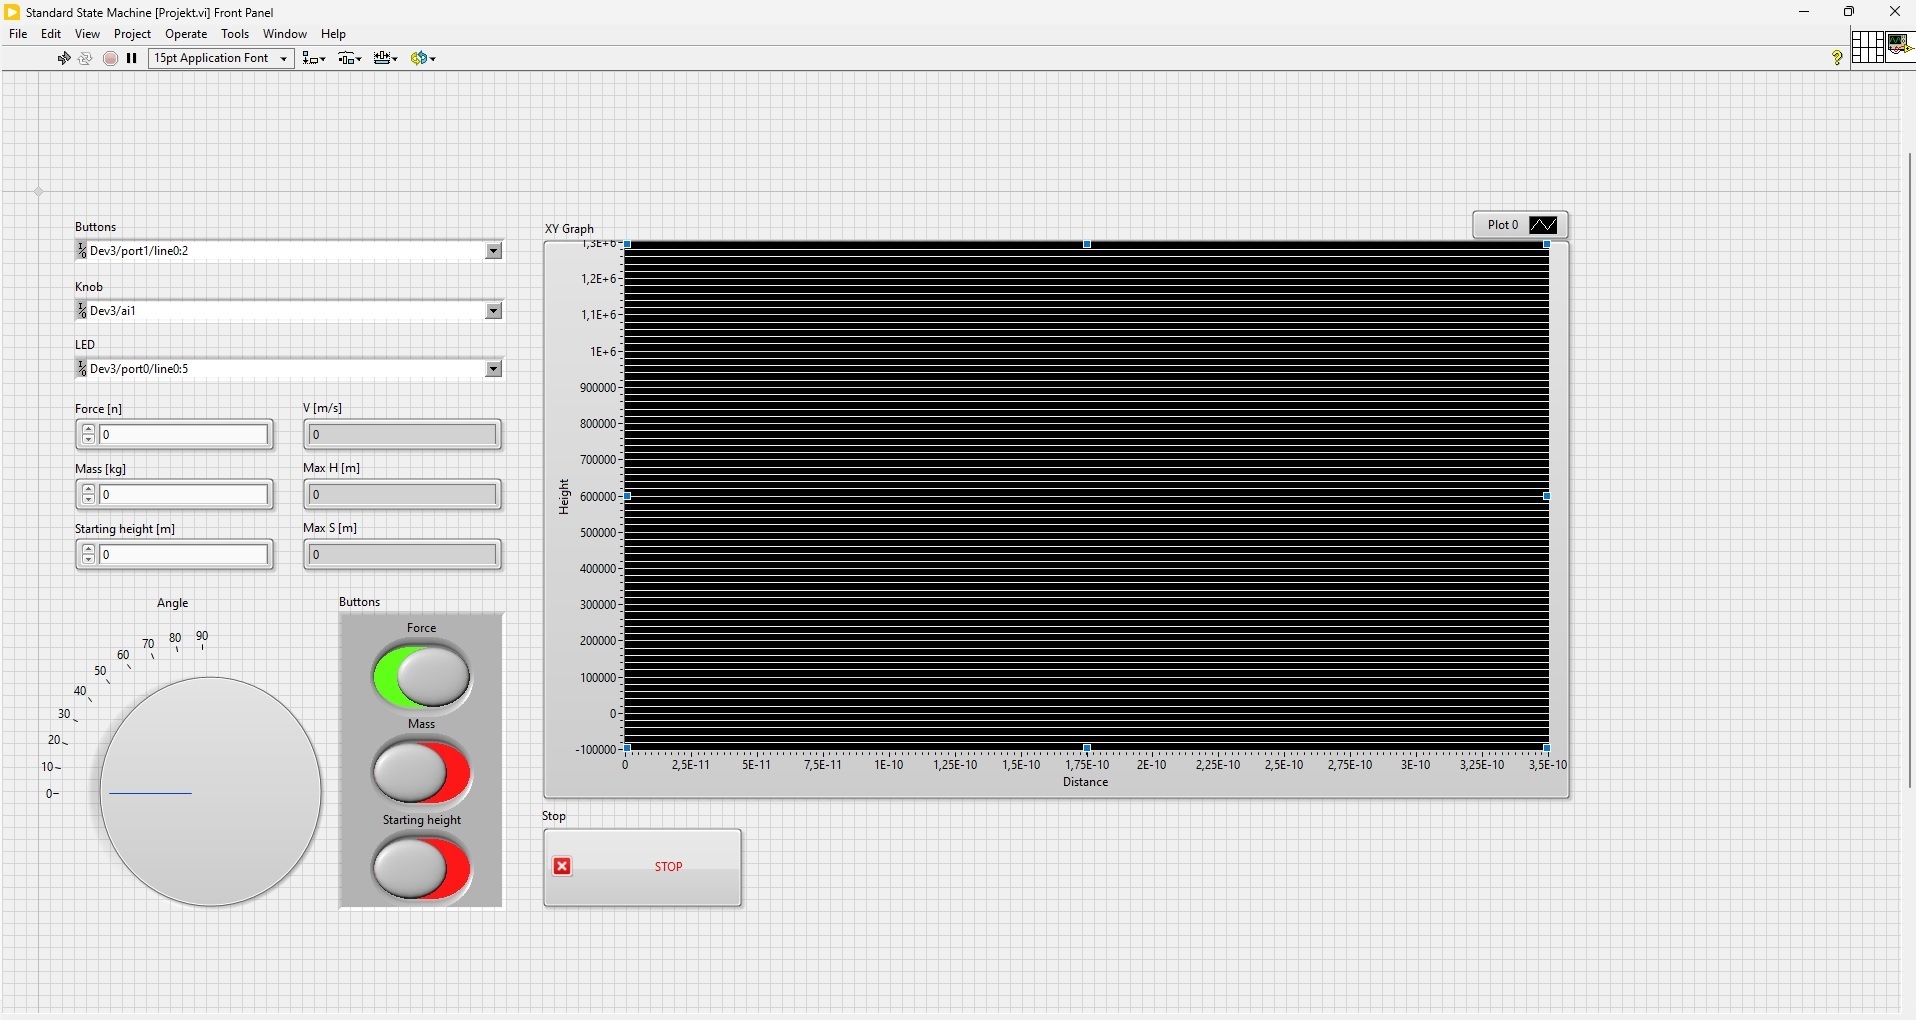 Standard State Machine [Projekt.vi] Front Panel
File Edit View Project Operate Tools Window Help
15pt Application Font
?
Buttons
Dev3/port1/line0:2
Knob
Dev3/ai1
LED
Dev3/port0/line0:5
Force [n] V [m/s]
0 0
Mass [kg] Max H [m]
0 0
Starting height [m] Max S [m]
0 0
Angle
0
10
20
30
40
50
60
70
80
90
Buttons
Force
Mass
Starting height
XY Graph
Plot 0
1,3E+6
1,2E+6
1,1E+6
1E+6
900000
800000
700000
600000
500000
400000
300000
200000
100000
0
-100000
Height
0 2,5E-11 5E-11 7,5E-11 1E-10 1,25E-10 1,5E-10 1,75E-10 2E-10 2,25E-10 2,5E-10 2,75E-10 3E-10 3,25E-10 3,5E-10
Distance
Stop
STOP